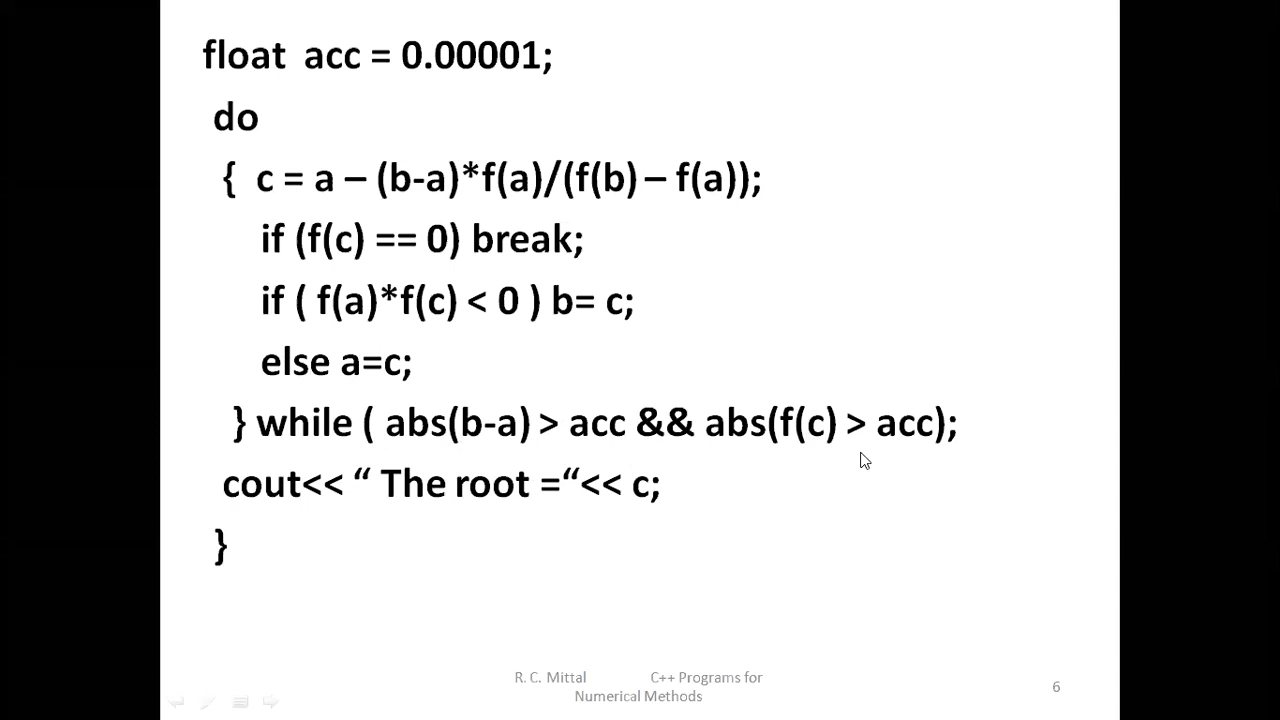 float acc = 0.00001;
do
{ c = a – (b-a)*f(a)/(f(b) – f(a));
if (f(c) == 0) break;
if ( f(a)*f(c) < 0 ) b= c;
else a=c;
} while ( abs(b-a) > acc && abs(f(c) > acc);
cout<< “ The root =“<< c;
}
R. C. Mittal C++ Programs for
Numerical Methods
6